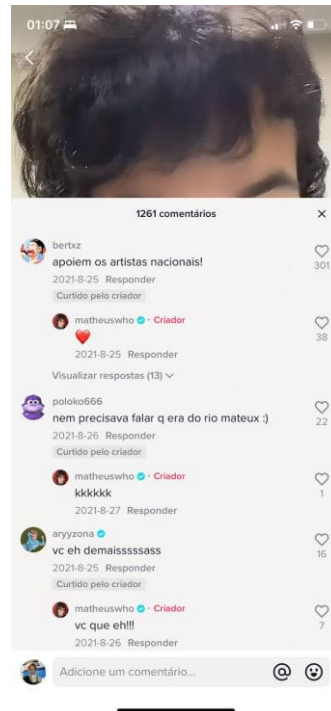 01:07
1261 comentários
bertxz
apoiem os artistas nacionais!
2021-8-25 Responder
301
Curtido pelo criador
matheuswho · Criador
❤️
38
2021-8-25 Responder
Visualizar respostas (13)
poloko666
nem precisava falar q era do rio mateux :)
2021-8-26 Responder
22
Curtido pelo criador
matheuswho · Criador
kkkkkk
1
2021-8-27 Responder
aryyzona
vc eh demaisssssass
2021-8-25 Responder
16
Curtido pelo criador
matheuswho · Criador
vc que eh!!!
7
2021-8-26 Responder
Adicione um comentário... @